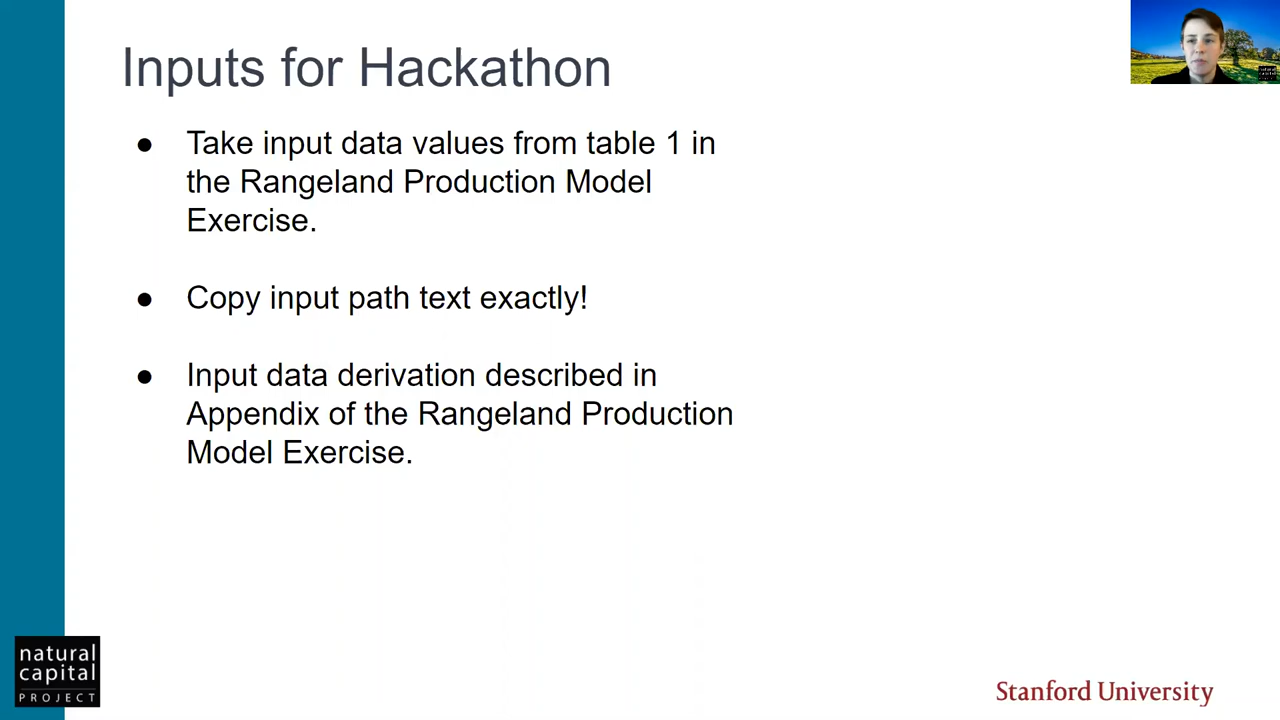 Inputs for Hackathon
● Take input data values from table 1 in
the Rangeland Production Model
Exercise.
● Copy input path text exactly!
● Input data derivation described in
Appendix of the Rangeland Production
Model Exercise.
natural
capital
PROJECT
Stanford University